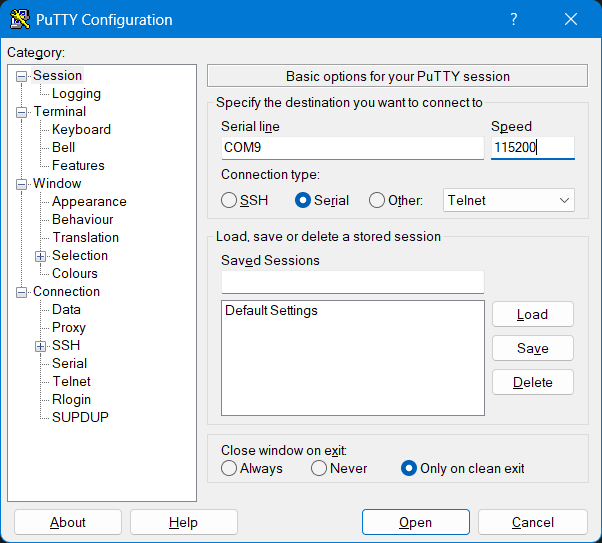 PuTTY Configuration
?
Category:
Session
Logging
Terminal
Keyboard
Bell
Features
Window
Appearance
Behaviour
Translation
Selection
Colours
Connection
Data
Proxy
SSH
Serial
Telnet
Rlogin
SUPDUP
Basic options for your PuTTY session
Specify the destination you want to connect to
Serial line Speed
COM9 115200
Connection type:
SSH Serial Other: Telnet
Load, save or delete a stored session
Saved Sessions
Default Settings
Load
Save
Delete
Close window on exit:
Always Never Only on clean exit
About Help Open Cancel